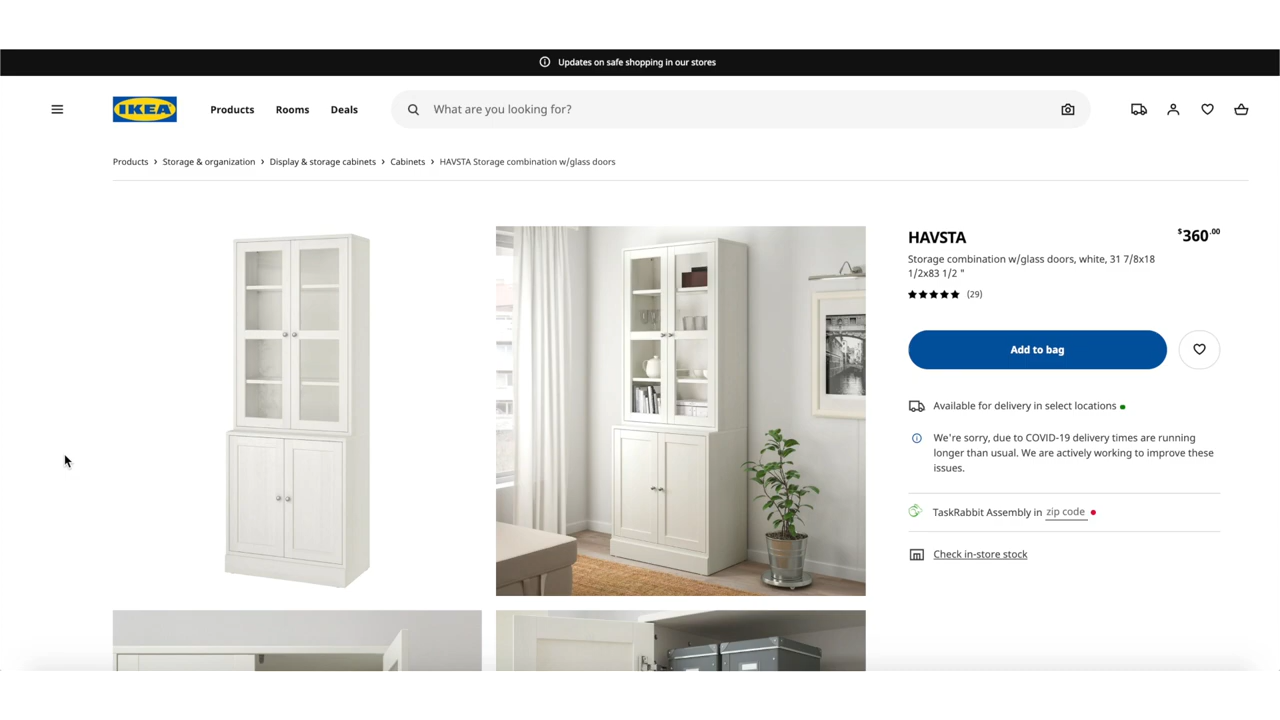 Updates on safe shopping in our stores
IKEA
Products
Rooms
Deals
What are you looking for?
Products > Storage & organization > Display & storage cabinets > Cabinets > HAVSTA Storage combination w/glass doors
HAVSTA
$360.00
Storage combination w/glass doors, white, 31 7/8x18
1/2x83 1/2 "
(29)
Add to bag
Available for delivery in select locations
We're sorry, due to COVID-19 delivery times are running
longer than usual. We are actively working to improve these
issues.
TaskRabbit Assembly in zip code
Check in-store stock